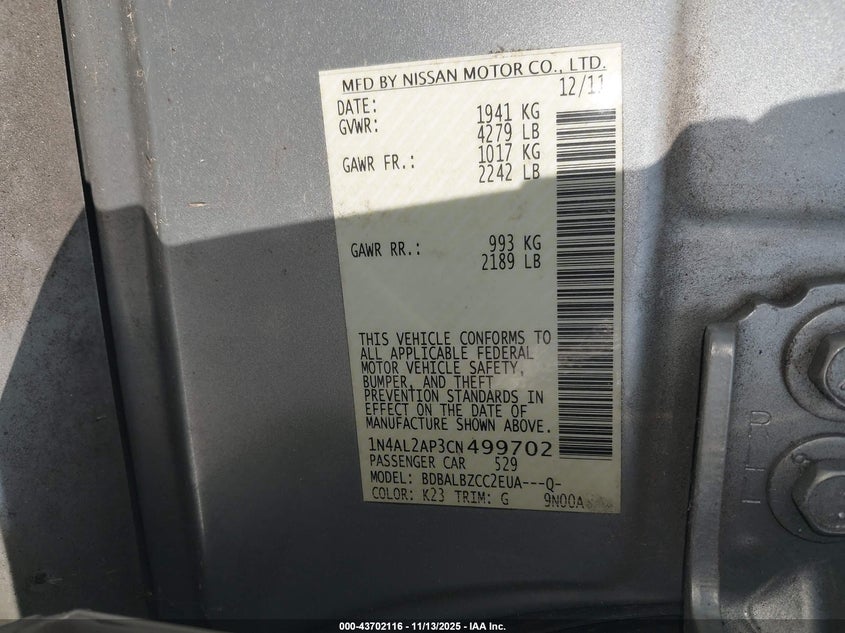 MFD BY NISSAN MOTOR CO., LTD.
DATE: 12/11
GVWR: 1941 KG
4279 LB
GAWR FR.: 1017 KG
2242 LB
GAWR RR.: 993 KG
2189 LB
THIS VEHICLE CONFORMS TO
ALL APPLICABLE FEDERAL
MOTOR VEHICLE SAFETY,
BUMPER, AND THEFT
PREVENTION STANDARDS IN
EFFECT ON THE DATE OF
MANUFACTURE SHOWN ABOVE.
1N4AL2AP3CN499702
PASSENGER CAR 529
MODEL: BDBALBZCC2EUA---Q-
COLOR: K23 TRIM: G
000-43702116 - 11/13/2025 - IAA Inc.